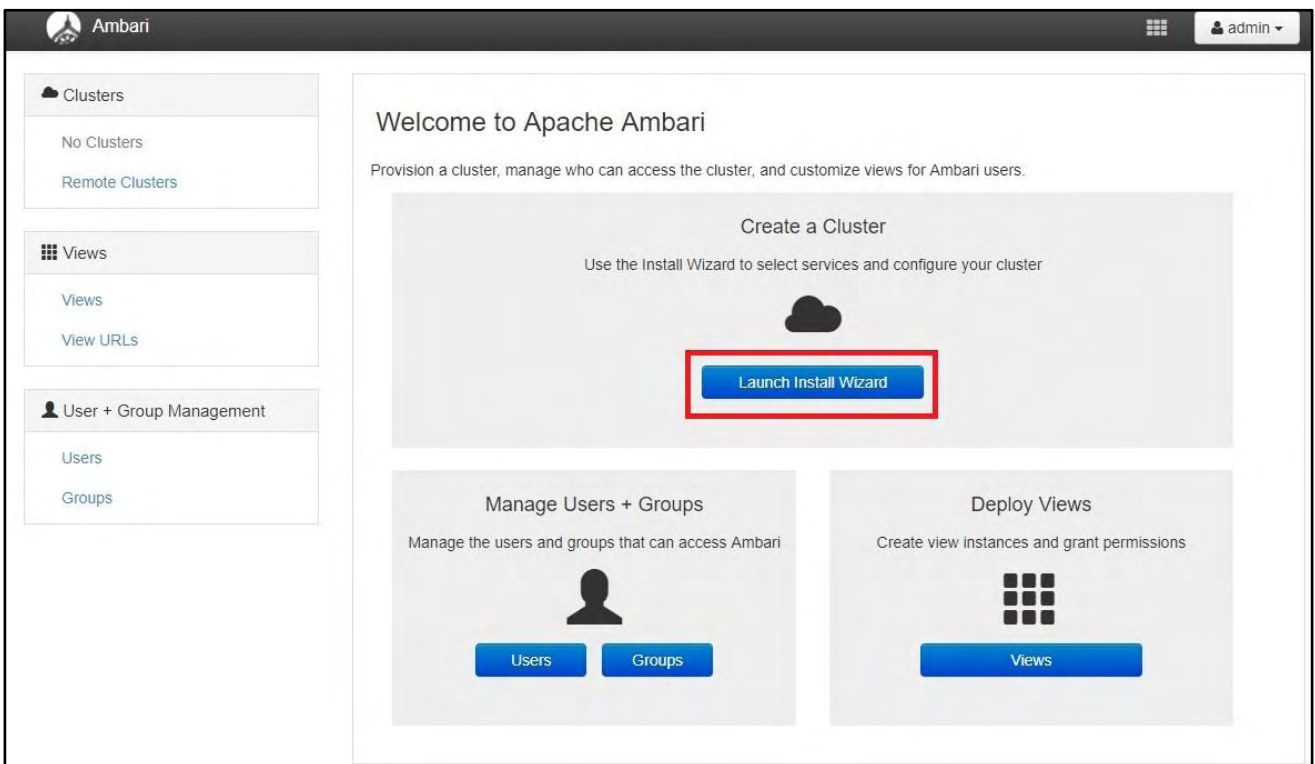 Ambari
admin
Clusters
No Clusters
Remote Clusters
Views
Views
View URLs
User + Group Management
Users
Groups
Welcome to Apache Ambari
Provision a cluster, manage who can access the cluster, and customize views for Ambari users.
Create a Cluster
Use the Install Wizard to select services and configure your cluster
Launch Install Wizard
Manage Users + Groups
Manage the users and groups that can access Ambari
Users
Groups
Deploy Views
Create view instances and grant permissions
Views